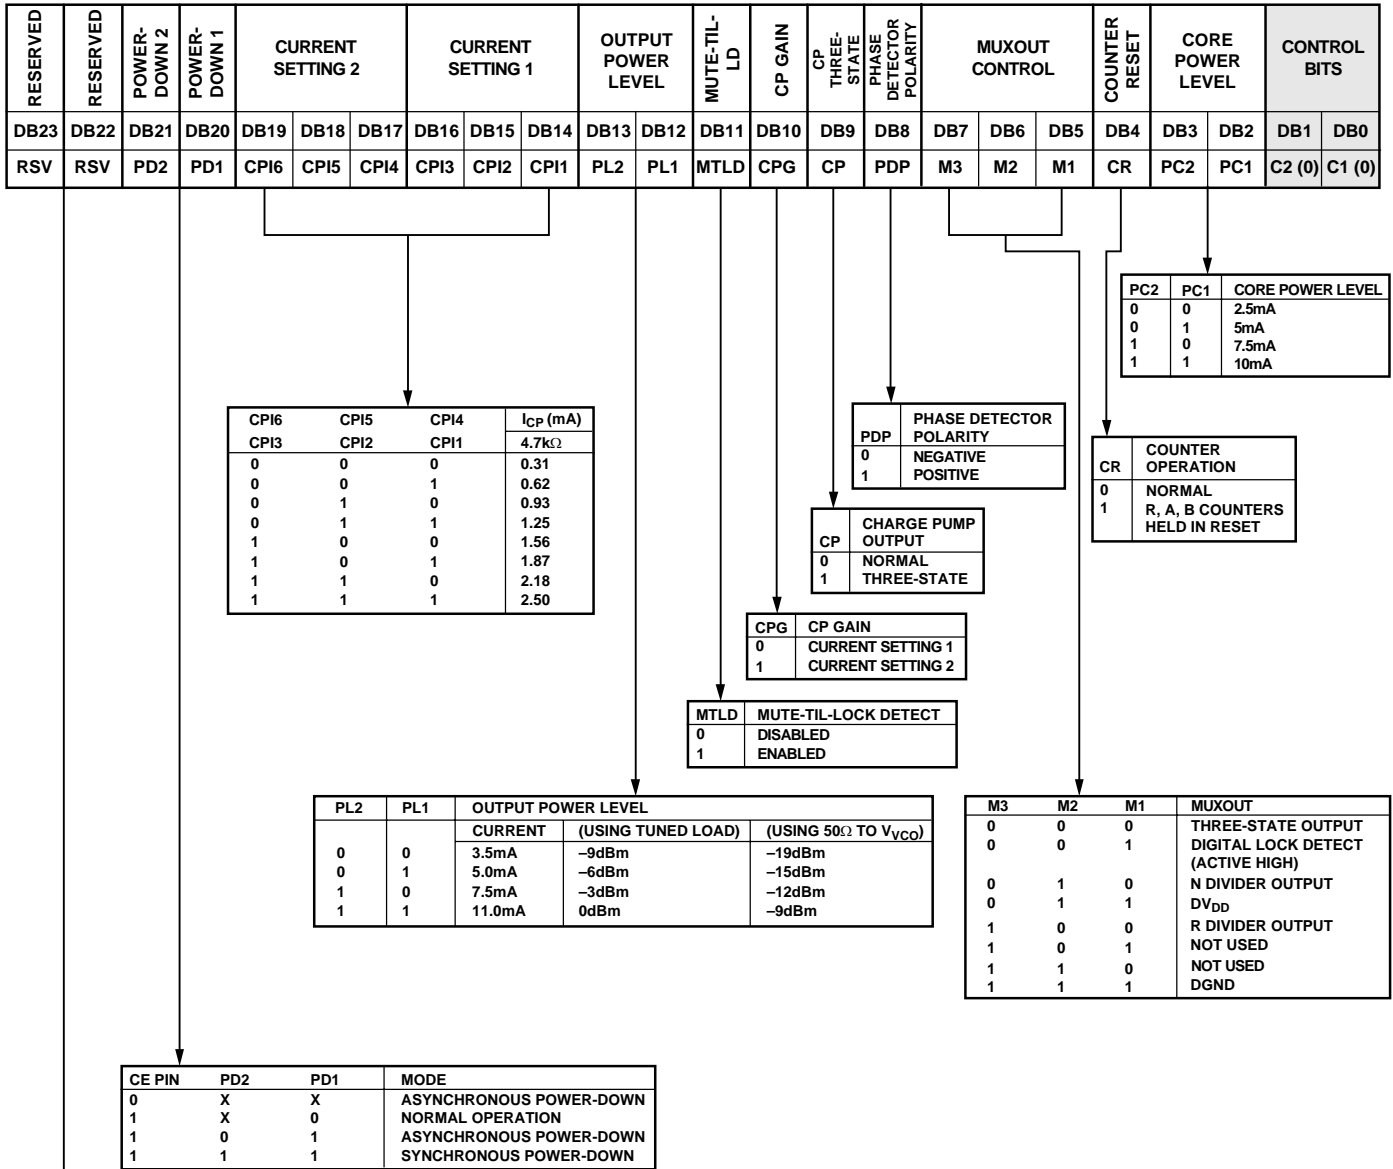 RESERVED RESERVED POWER-DOWN 2 POWER-DOWN 1 CURRENT SETTING 2 CURRENT SETTING 1 OUTPUT POWER LEVEL MUTE-TIL-LD CP GAIN CP THREE-STATE PHASE DETECTOR POLARITY MUXOUT CONTROL COUNTER RESET CORE POWER LEVEL CONTROL BITS
DB23 DB22 DB21 DB20 DB19 DB18 DB17 DB16 DB15 DB14 DB13 DB12 DB11 DB10 DB9 DB8 DB7 DB6 DB5 DB4 DB3 DB2 DB1 DB0
RSV RSV PD2 PD1 CPI6 CPI5 CPI4 CPI3 CPI2 CPI1 PL2 PL1 MTLD CPG CP PDP M3 M2 M1 CR PC2 PC1 C2 (0) C1 (0)
PC2 PC1 CORE POWER LEVEL
0 0 2.5mA
0 1 5mA
1 0 7.5mA
1 1 10mA
CPI6 CPI5 CPI4 ICP (mA)
CPI3 CPI2 CPI1 4.7kΩ
0 0 0 0.31
0 0 1 0.62
0 1 0 0.93
0 1 1 1.25
1 0 0 1.56
1 0 1 1.87
1 1 0 2.18
1 1 1 2.50
PHASE DETECTOR
PDP POLARITY
0 NEGATIVE
1 POSITIVE
COUNTER
CR OPERATION
0 NORMAL
1 R, A, B COUNTERS
HELD IN RESET
CHARGE PUMP
CP OUTPUT
0 NORMAL
1 THREE-STATE
CPG CP GAIN
0 CURRENT SETTING 1
1 CURRENT SETTING 2
MTLD MUTE-TIL-LOCK DETECT
0 DISABLED
1 ENABLED
PL2 PL1 OUTPUT POWER LEVEL
CURRENT (USING TUNED LOAD) (USING 50Ω TO VVCO)
0 0 3.5mA –9dBm –19dBm
0 1 5.0mA –6dBm –15dBm
1 0 7.5mA –3dBm –12dBm
1 1 11.0mA 0dBm –9dBm
M3 M2 M1 MUXOUT
0 0 0 THREE-STATE OUTPUT
0 0 1 DIGITAL LOCK DETECT
(ACTIVE HIGH)
0 1 0 N DIVIDER OUTPUT
0 1 1 DVDD
1 0 0 R DIVIDER OUTPUT
1 0 1 NOT USED
1 1 0 NOT USED
1 1 1 DGND
CE PIN PD2 PD1 MODE
0 X X ASYNCHRONOUS POWER-DOWN
1 X 0 NORMAL OPERATION
1 0 1 ASYNCHRONOUS POWER-DOWN
1 1 1 SYNCHRONOUS POWER-DOWN